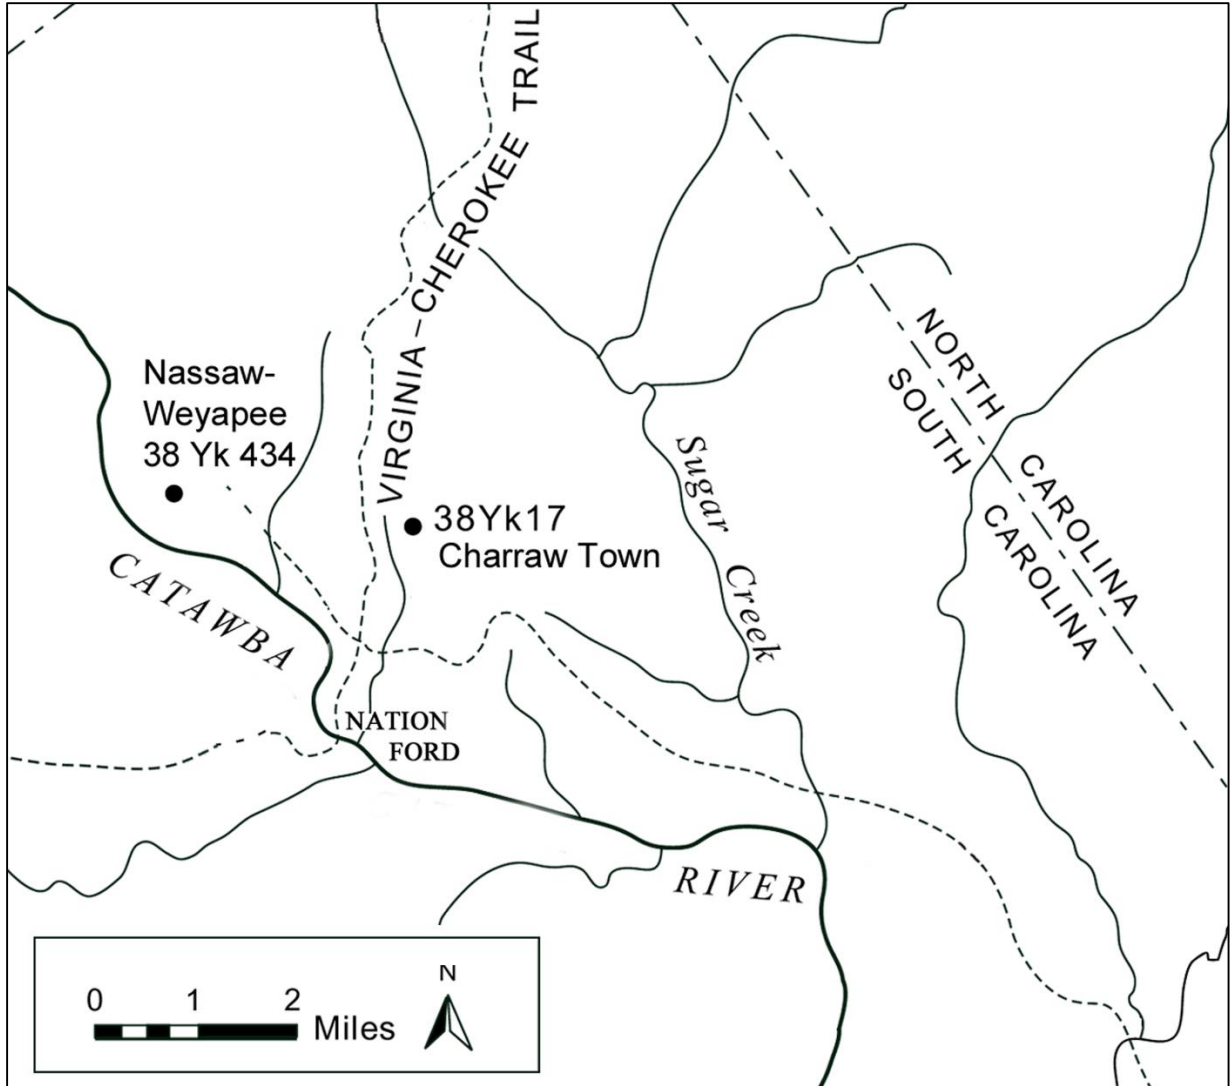 VIRGINIA – CHEROKEE TRAIL
Nassaw-
Weyapee
38 Yk 434
38Yk17
Charraw Town
NORTH CAROLINA
SOUTH CAROLINA
Sugar Creek
CATAWBA RIVER
NATION
FORD
N
0 1 2
Miles